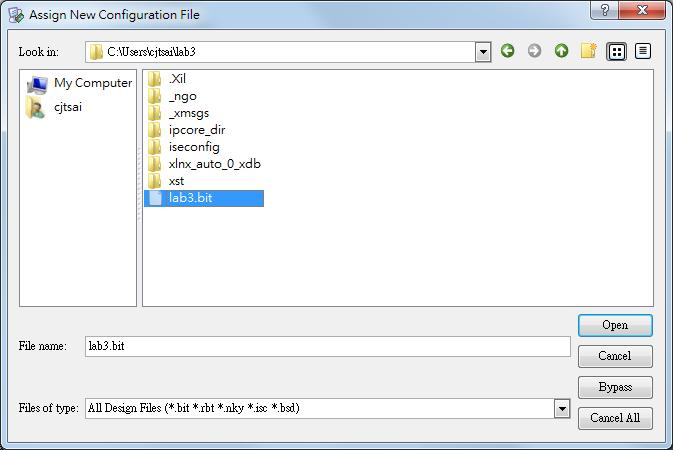 Assign New Configuration File
Look in: C:\Users\cjtsai\lab3
My Computer
cjtsai
.Xil
_ngo
_xmsgs
ipcore_dir
iseconfig
xlnx_auto_0_xdb
xst
lab3.bit
Open
File name: lab3.bit
Cancel
Bypass
Files of type: All Design Files (*.bit *.rbt *.nky *.isc *.bsd)
Cancel All